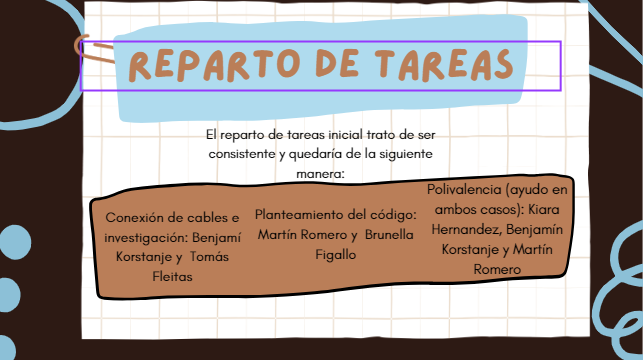 REPARTO DE TAREAS
El reparto de tareas inicial trato de ser
consistente y quedaría de la siguiente
manera:
Conexión de cables e
investigación: Benjamí
Korstanje y Tomás
Fleitas
Planteamiento del código:
Martín Romero y Brunella
Figallo
Polivalencia (ayudo en
ambos casos): Kiara
Hernandez, Benjamín
Korstanje y Martín
Romero